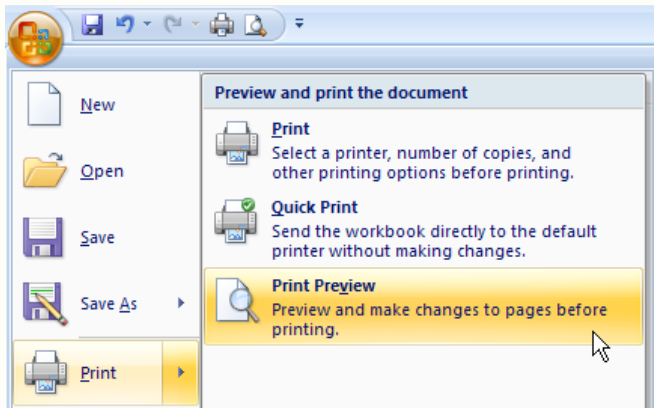 New
Open
Save
Save As
Print
Preview and print the document
Print
Select a printer, number of copies, and
other printing options before printing.
Quick Print
Send the workbook directly to the default
printer without making changes.
Print Preview
Preview and make changes to pages before
printing.